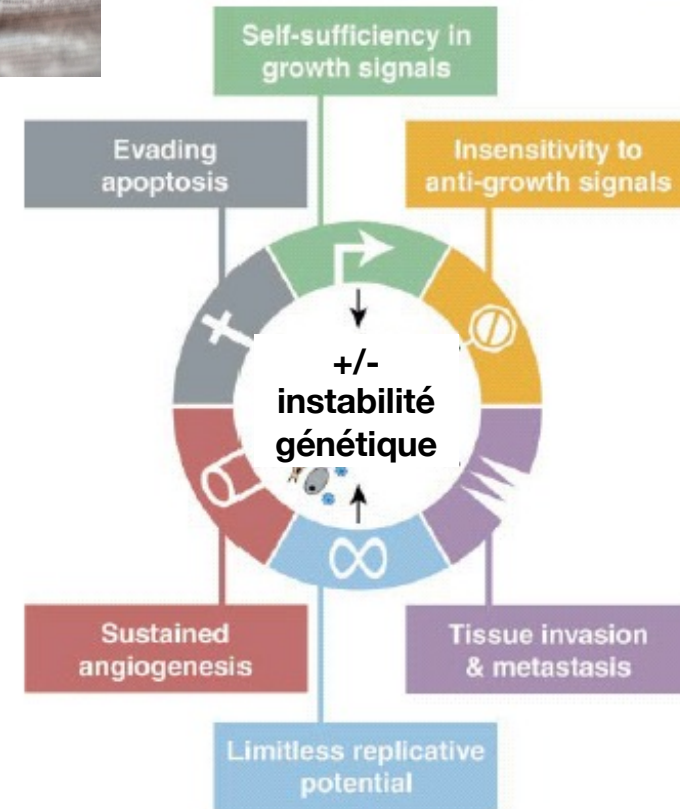 Self-sufficiency in
growth signals
Evading
apoptosis
Insensitivity to
anti-growth signals
+/-
instabilité
génétique
Sustained
angiogenesis
Tissue invasion
& metastasis
Limitless replicative
potential